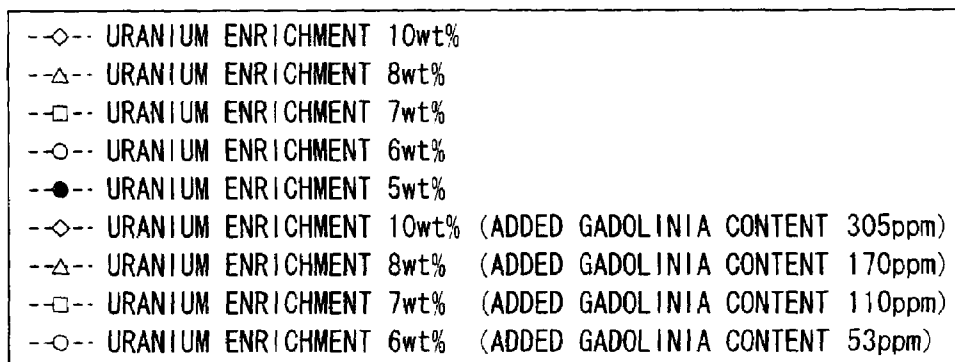 URANIUM ENRICHMENT 10wt%
URANIUM ENRICHMENT 8wt%
URANIUM ENRICHMENT 7wt%
URANIUM ENRICHMENT 6wt%
URANIUM ENRICHMENT 5wt%
URANIUM ENRICHMENT 10wt% (ADDED GADOLINIA CONTENT 305ppm)
URANIUM ENRICHMENT 8wt% (ADDED GADOLINIA CONTENT 170ppm)
URANIUM ENRICHMENT 7wt% (ADDED GADOLINIA CONTENT 110ppm)
URANIUM ENRICHMENT 6wt% (ADDED GADOLINIA CONTENT 53ppm)